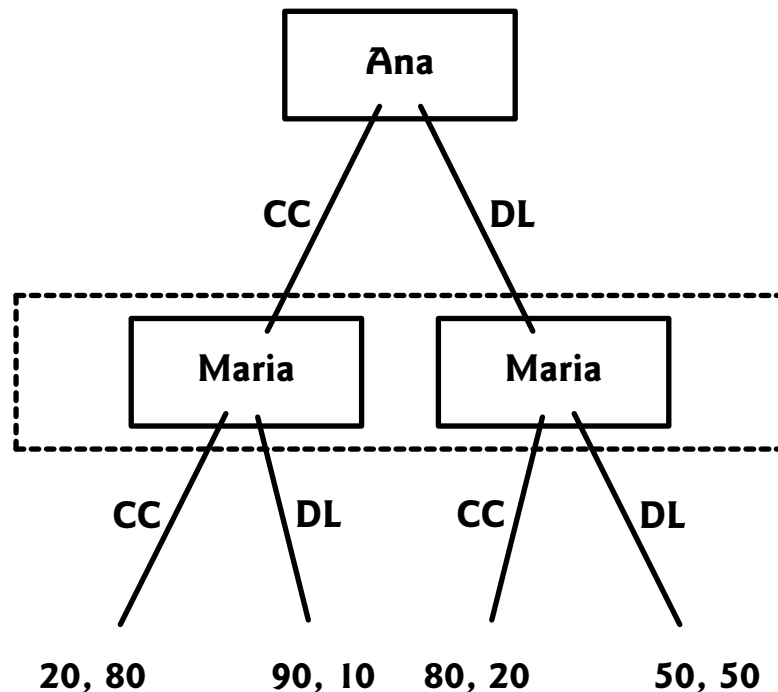 Ana
CC DL
Maria Maria
CC DL CC DL
20, 80 90, 10 80, 20 50, 50